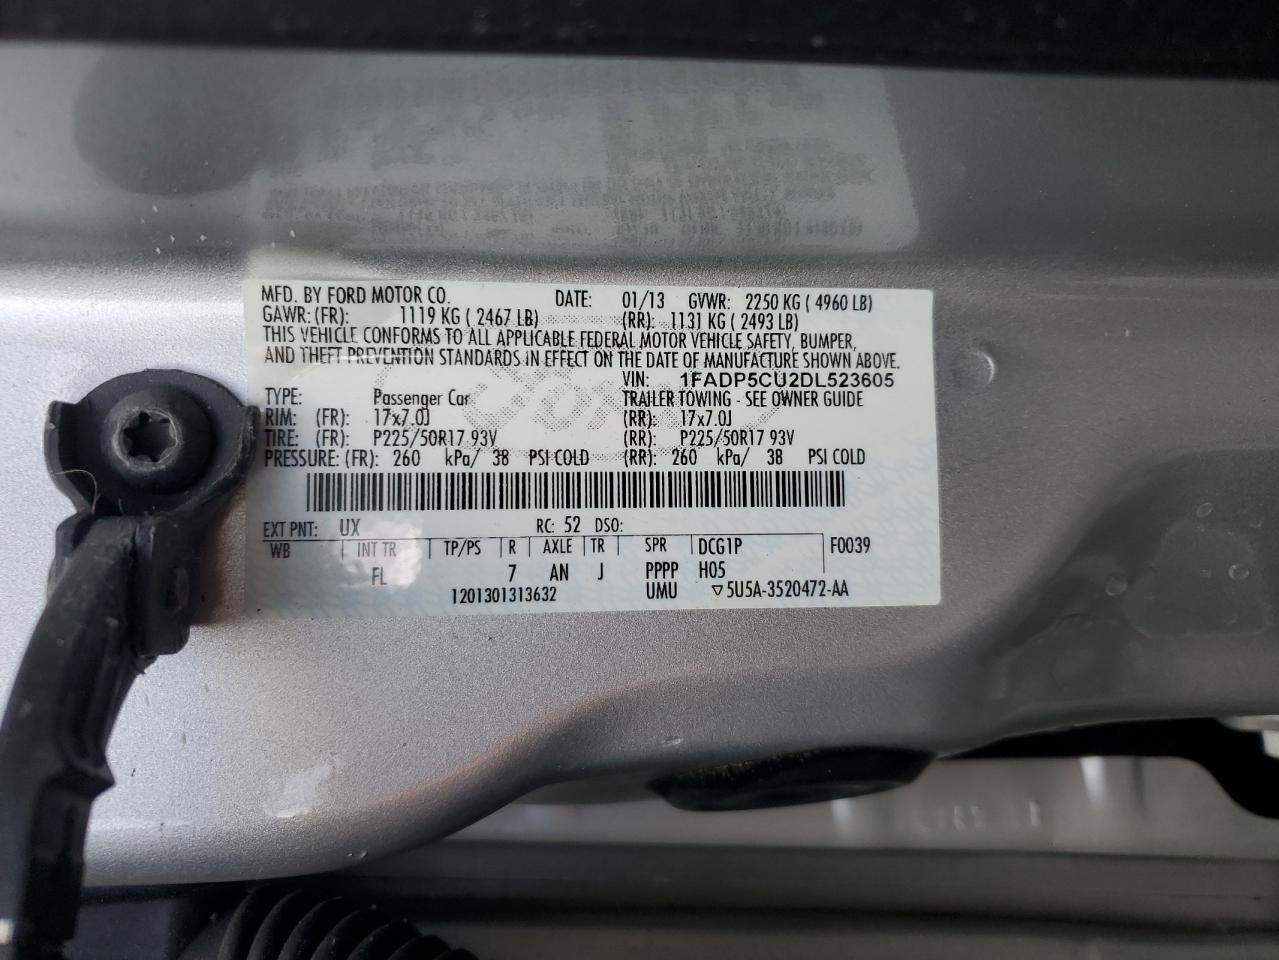 MFD. BY FORD MOTOR CO. DATE: 01/13 GVWR: 2250 KG ( 4960 LB)
GAWR: (FR): 1119 KG ( 2467 LB) (RR): 1131 KG ( 2493 LB)
THIS VEHICLE CONFORMS TO ALL APPLICABLE FEDERAL MOTOR VEHICLE SAFETY, BUMPER,
AND THEFT PREVENTION STANDARDS IN EFFECT ON THE DATE OF MANUFACTURE SHOWN ABOVE.
VIN: 1FADP5CU2DL523605
TYPE: Passenger Car TRAILER TOWING - SEE OWNER GUIDE
RIM: (FR): 17x7.0J (RR): 17x7.0J
TIRE: (FR): P225/50R17 93V (RR): P225/50R17 93V
PRESSURE: (FR): 260 kPa/ 38 PSI COLD (RR): 260 kPa/ 38 PSI COLD
EXT PNT: UX RC: 52 DSO:
WB INT TR TP/PS R AXLE TR SPR DCG1P F0039
FL 7 AN J PPPP H05
1201301313632 UMU ▽5U5A-3520472-AA